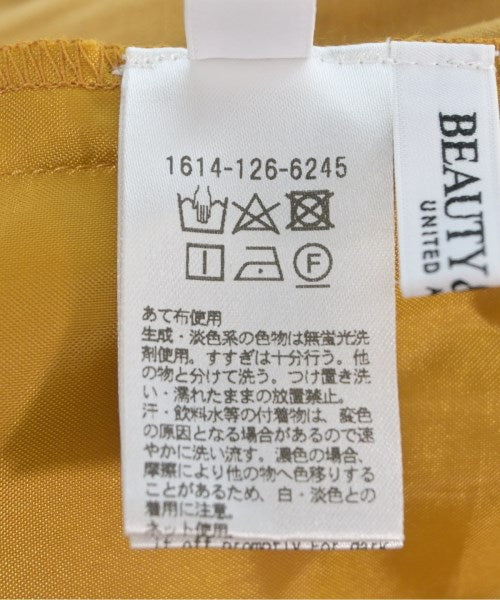 1614-126-6245
F
あて布使用
生成・淡色系の色物は無蛍光洗
剤使用。すすぎは十分行う。他
の物と分けて洗う。つけ置き洗
い・濡れたままの放置禁止。
汗・飲料水等の付着物は、変色
の原因となる場合があるので速
やかに洗い流す。濃色の場合、
摩擦により他の物へ色移りする
ことがあるため、白・淡色との
着用に注意。
ネット使用
it off promptly For dark
BEAUTY &
UNITED